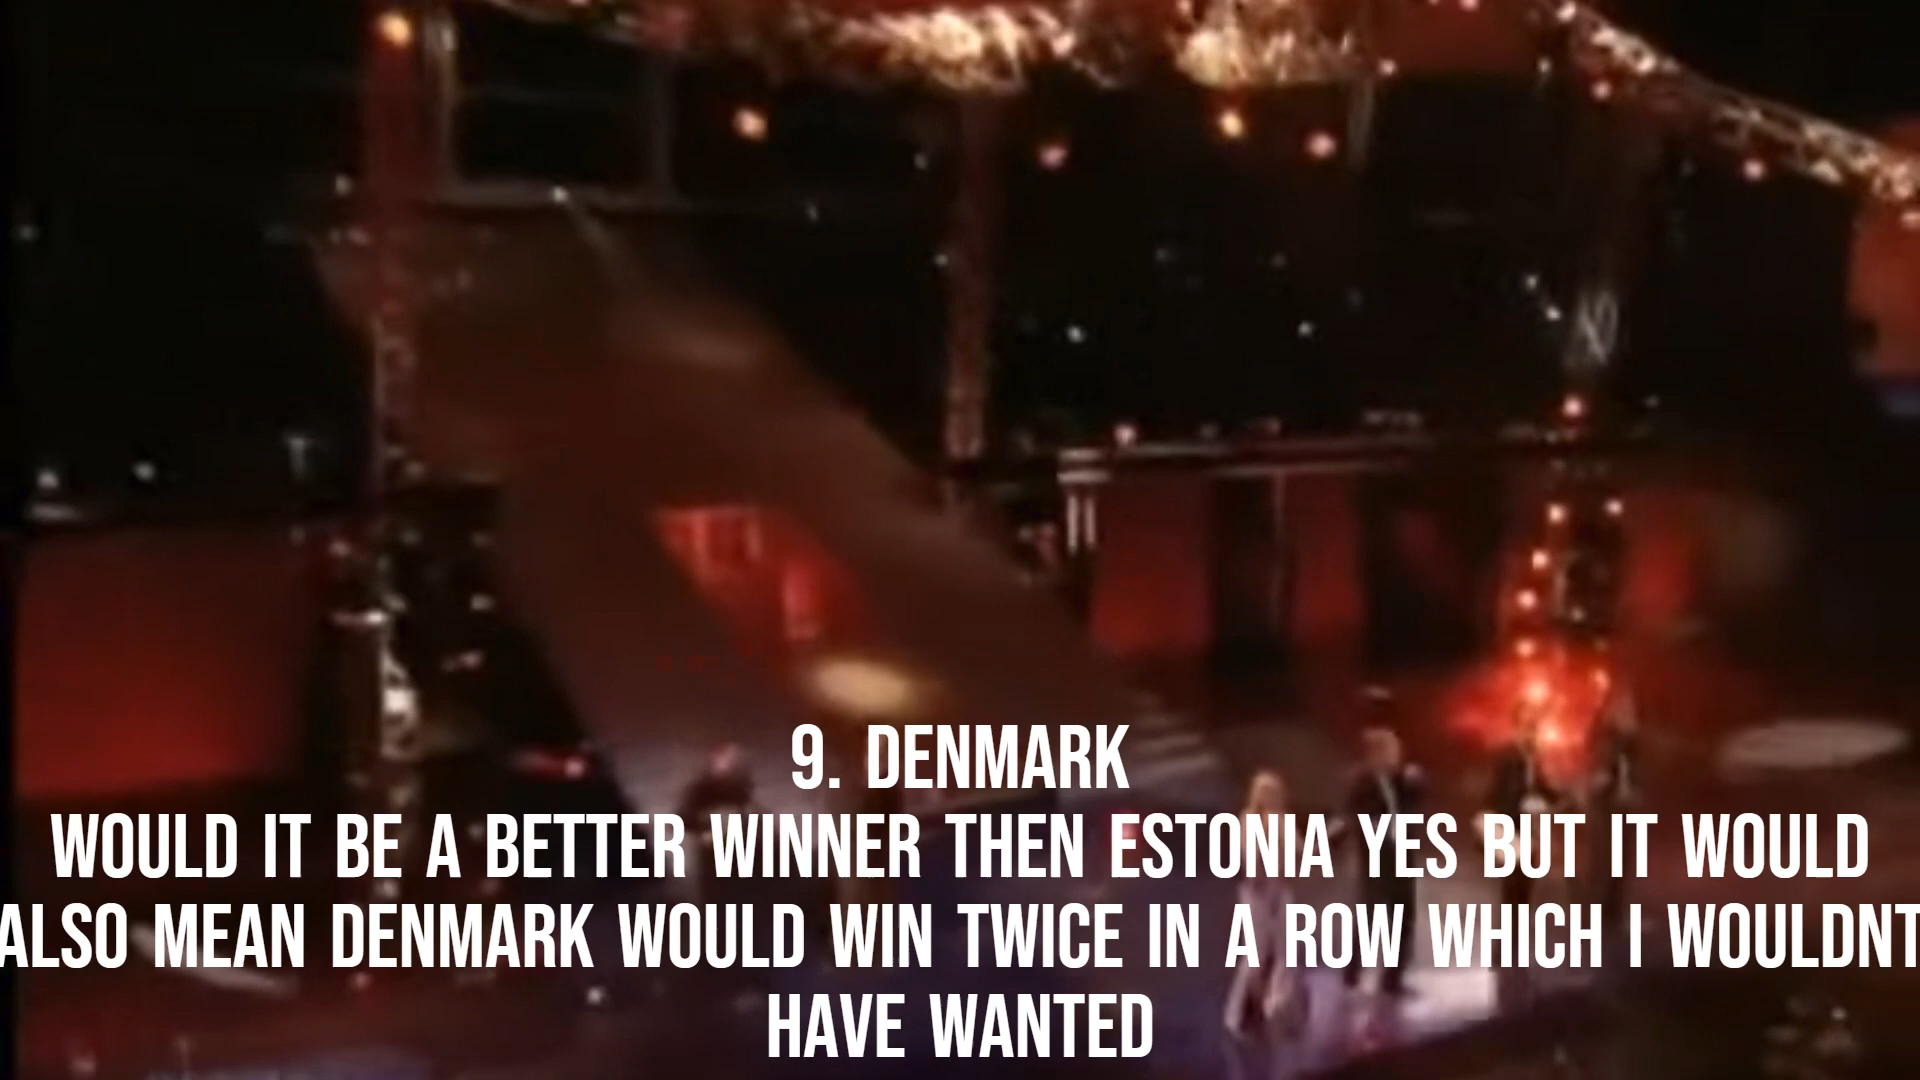 9. DENMARK
WOULD IT BE A BETTER WINNER THEN ESTONIA YES BUT IT WOULD
ALSO MEAN DENMARK WOULD WIN TWICE IN A ROW WHICH I WOULDNT
HAVE WANTED